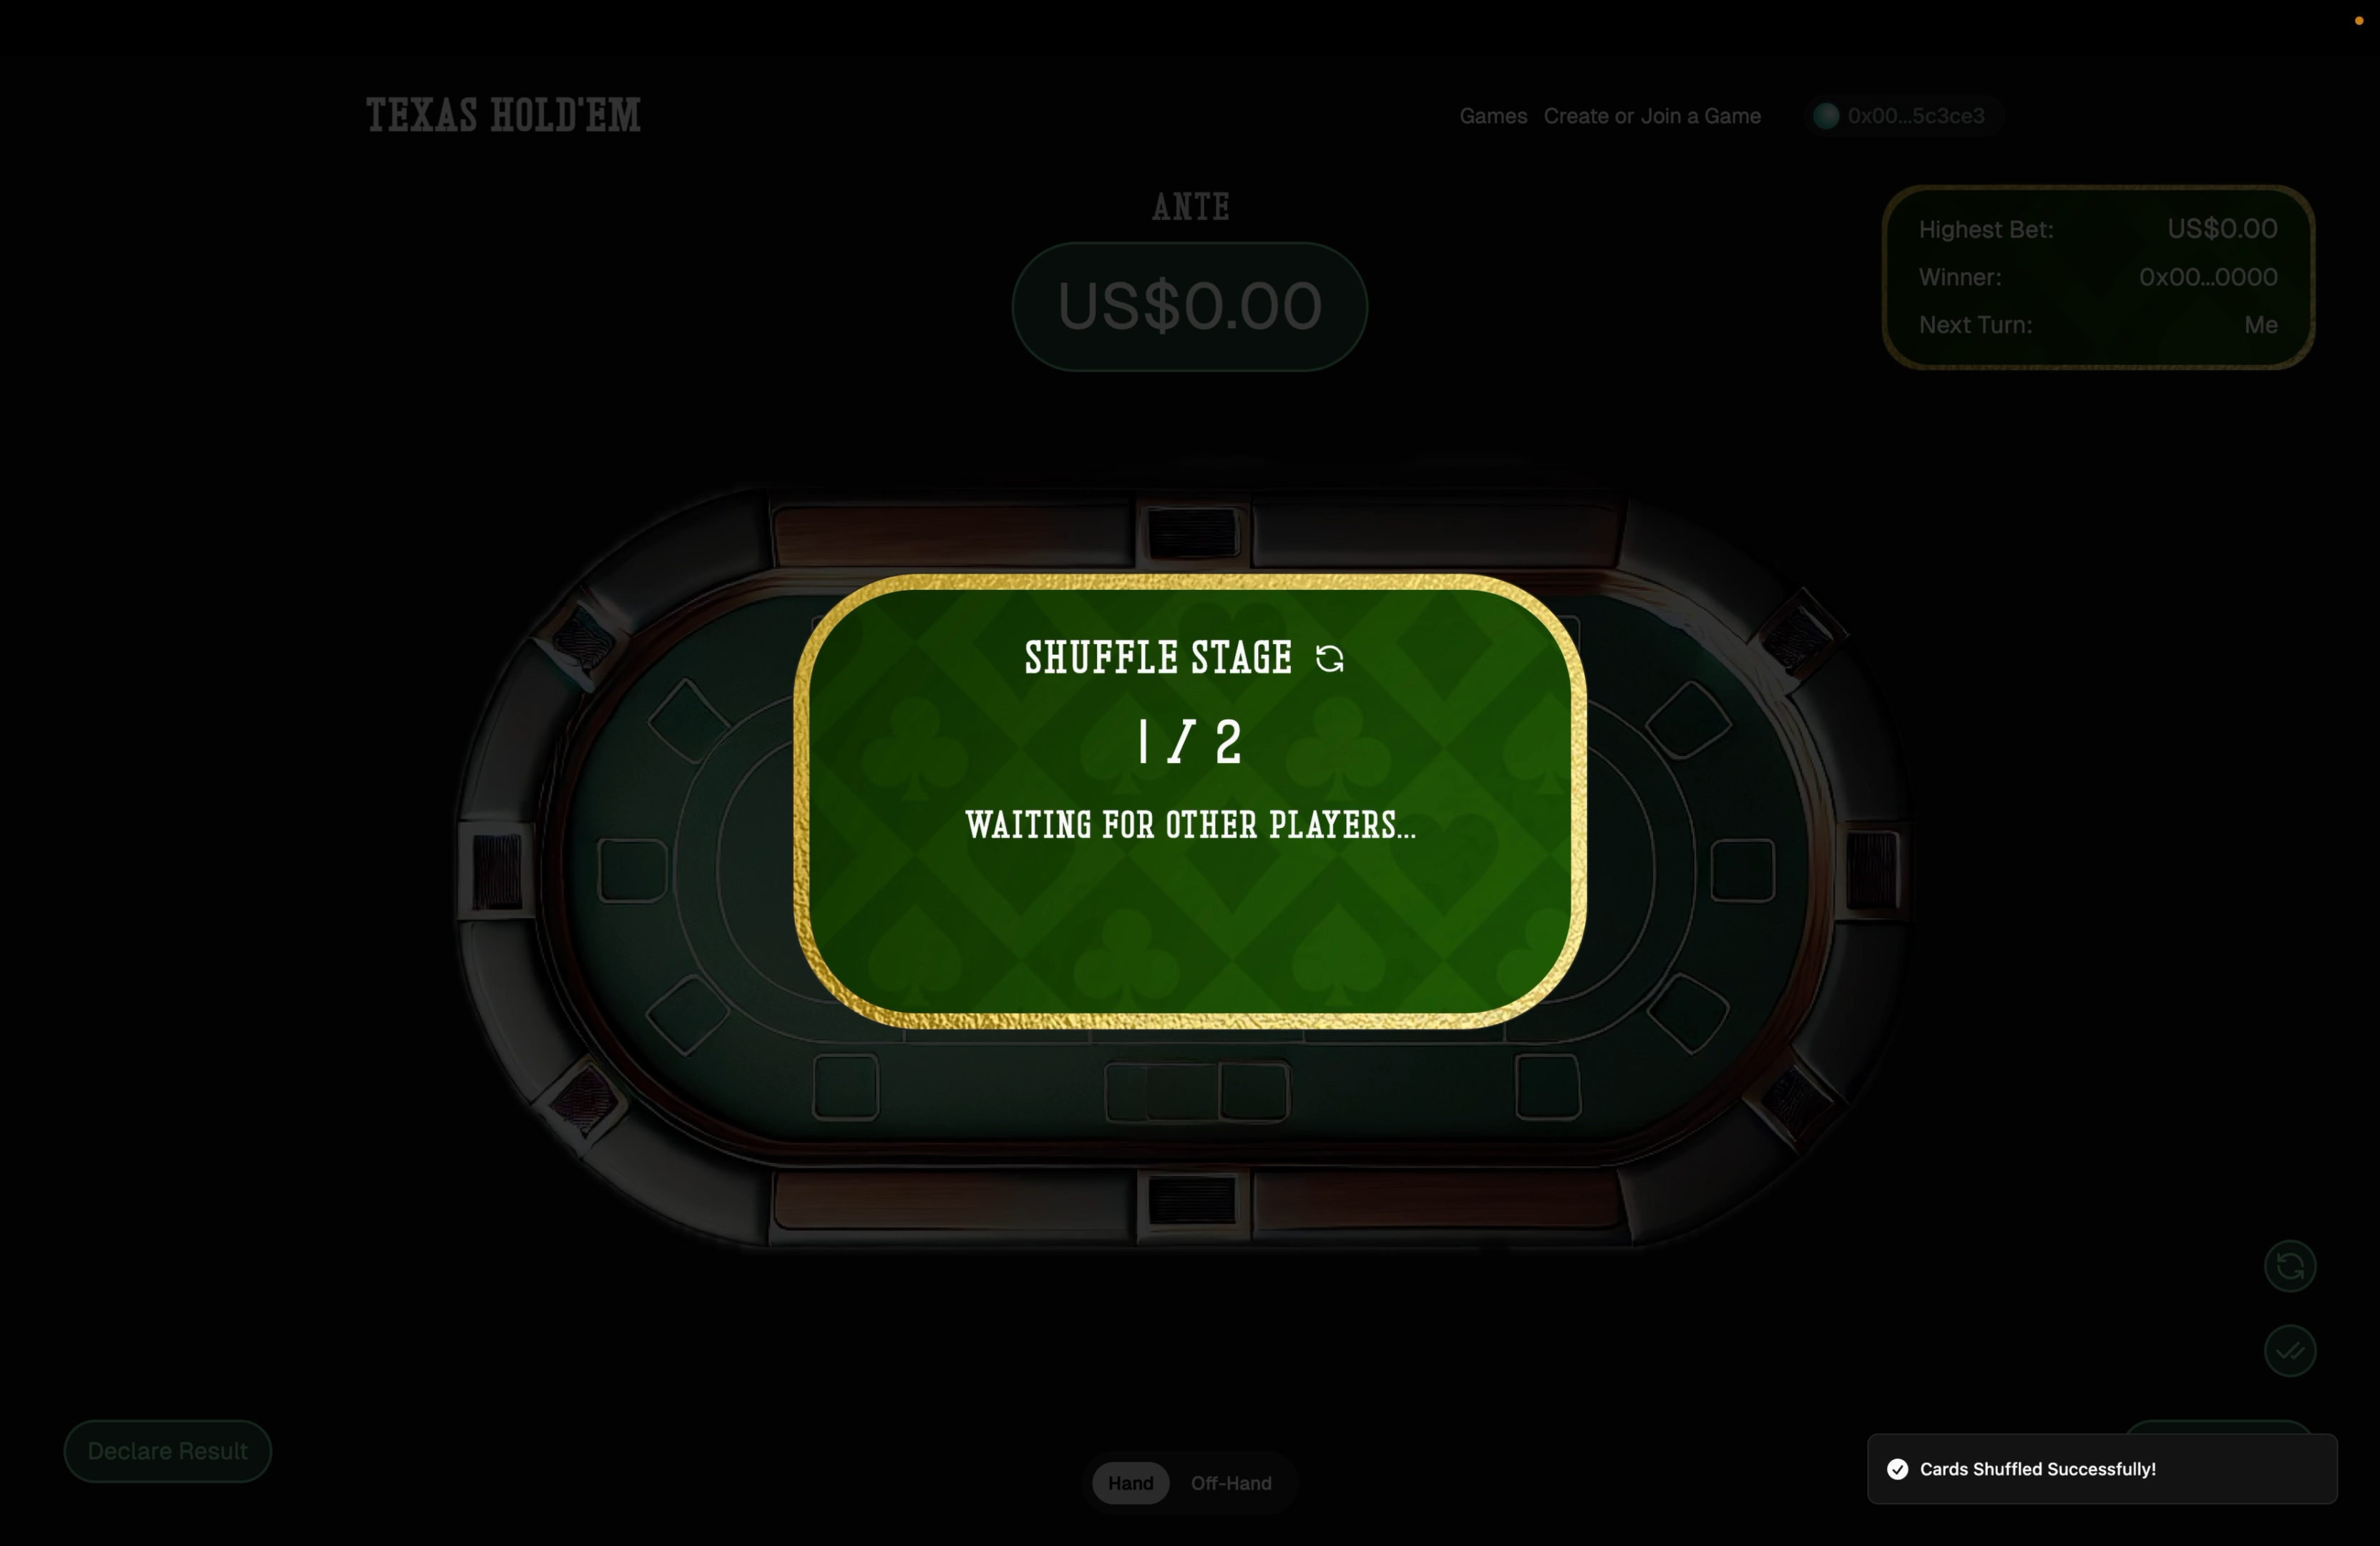 TEXAS HOLD'EM
Games Create or Join a Game 0x00...5c3ce3
ANTE
US$0.00
Highest Bet: US$0.00
Winner: 0x00...0000
Next Turn: Me
SHUFFLE STAGE
1 / 2
WAITING FOR OTHER PLAYERS...
Declare Result
Hand Off-Hand
Cards Shuffled Successfully!